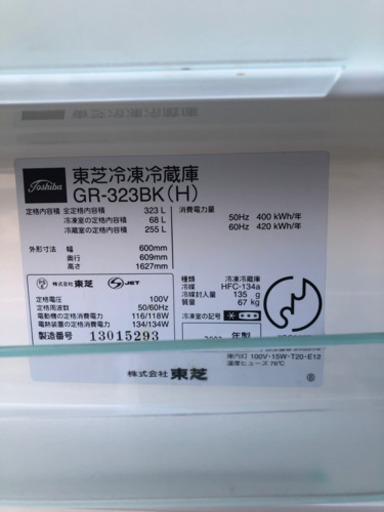 Toshiba
東芝冷凍冷蔵庫
GR-323BK(H)
定格内容積 全定格内容積 323 L
冷凍室の定格内容積 68 L
冷蔵室の定格内容積 255 L
消費電力量
50Hz 400 kWh/年
60Hz 420 kWh/年
外形寸法 幅 600mm
奥行 609mm
高さ 1627mm
株式会社 東芝 JET
定格電圧 100V
定格周波数 50/60Hz
電動機の定格消費電力 116/118W
電熱装置の定格消費電力 134/134W
製造番号 13015293
種類 冷凍冷蔵庫
冷媒 HFC-134a
冷媒封入量 135 g
質量 67 kg
冷凍室の記号
年製
庫内灯 100V・15W・T20・E12
温度ヒューズ 76℃
株式会社 東芝
Ⓑ